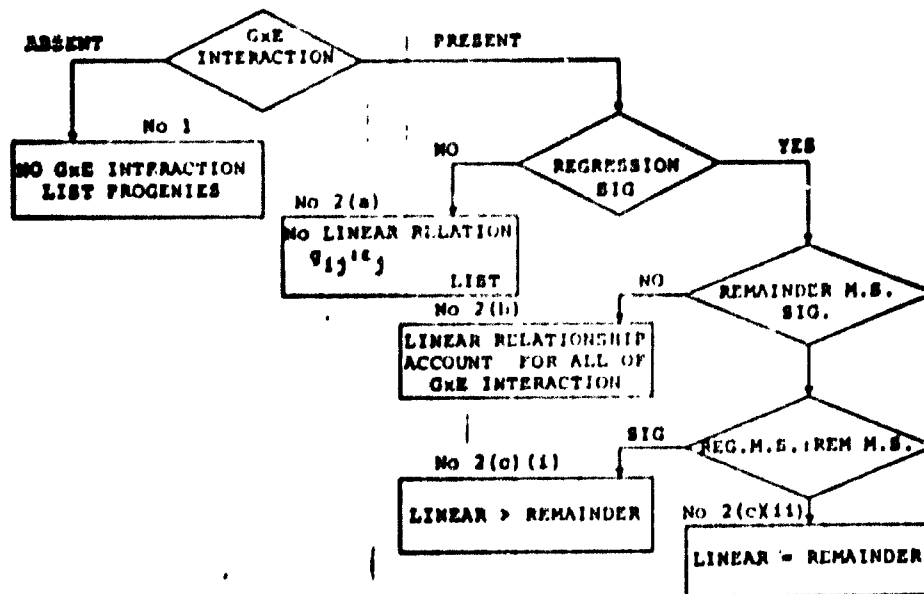 GxE
INTERACTION
ABSENT
PRESENT
No 1
NO GxE INTERACTION
LIST PROGENIES
NO
REGRESSION
SIG
YES
No 2(a)
NO LINEAR RELATION
LIST
NO
REMAINDER M.S.
SIG.
No 2(b)
LINEAR RELATIONSHIP
ACCOUNT FOR ALL OF
GxE INTERACTION
SIG
REG.M.S.:REM M.S.
No 2(c)(i)
LINEAR > REMAINDER
No 2(c)(ii)
LINEAR = REMAINDER